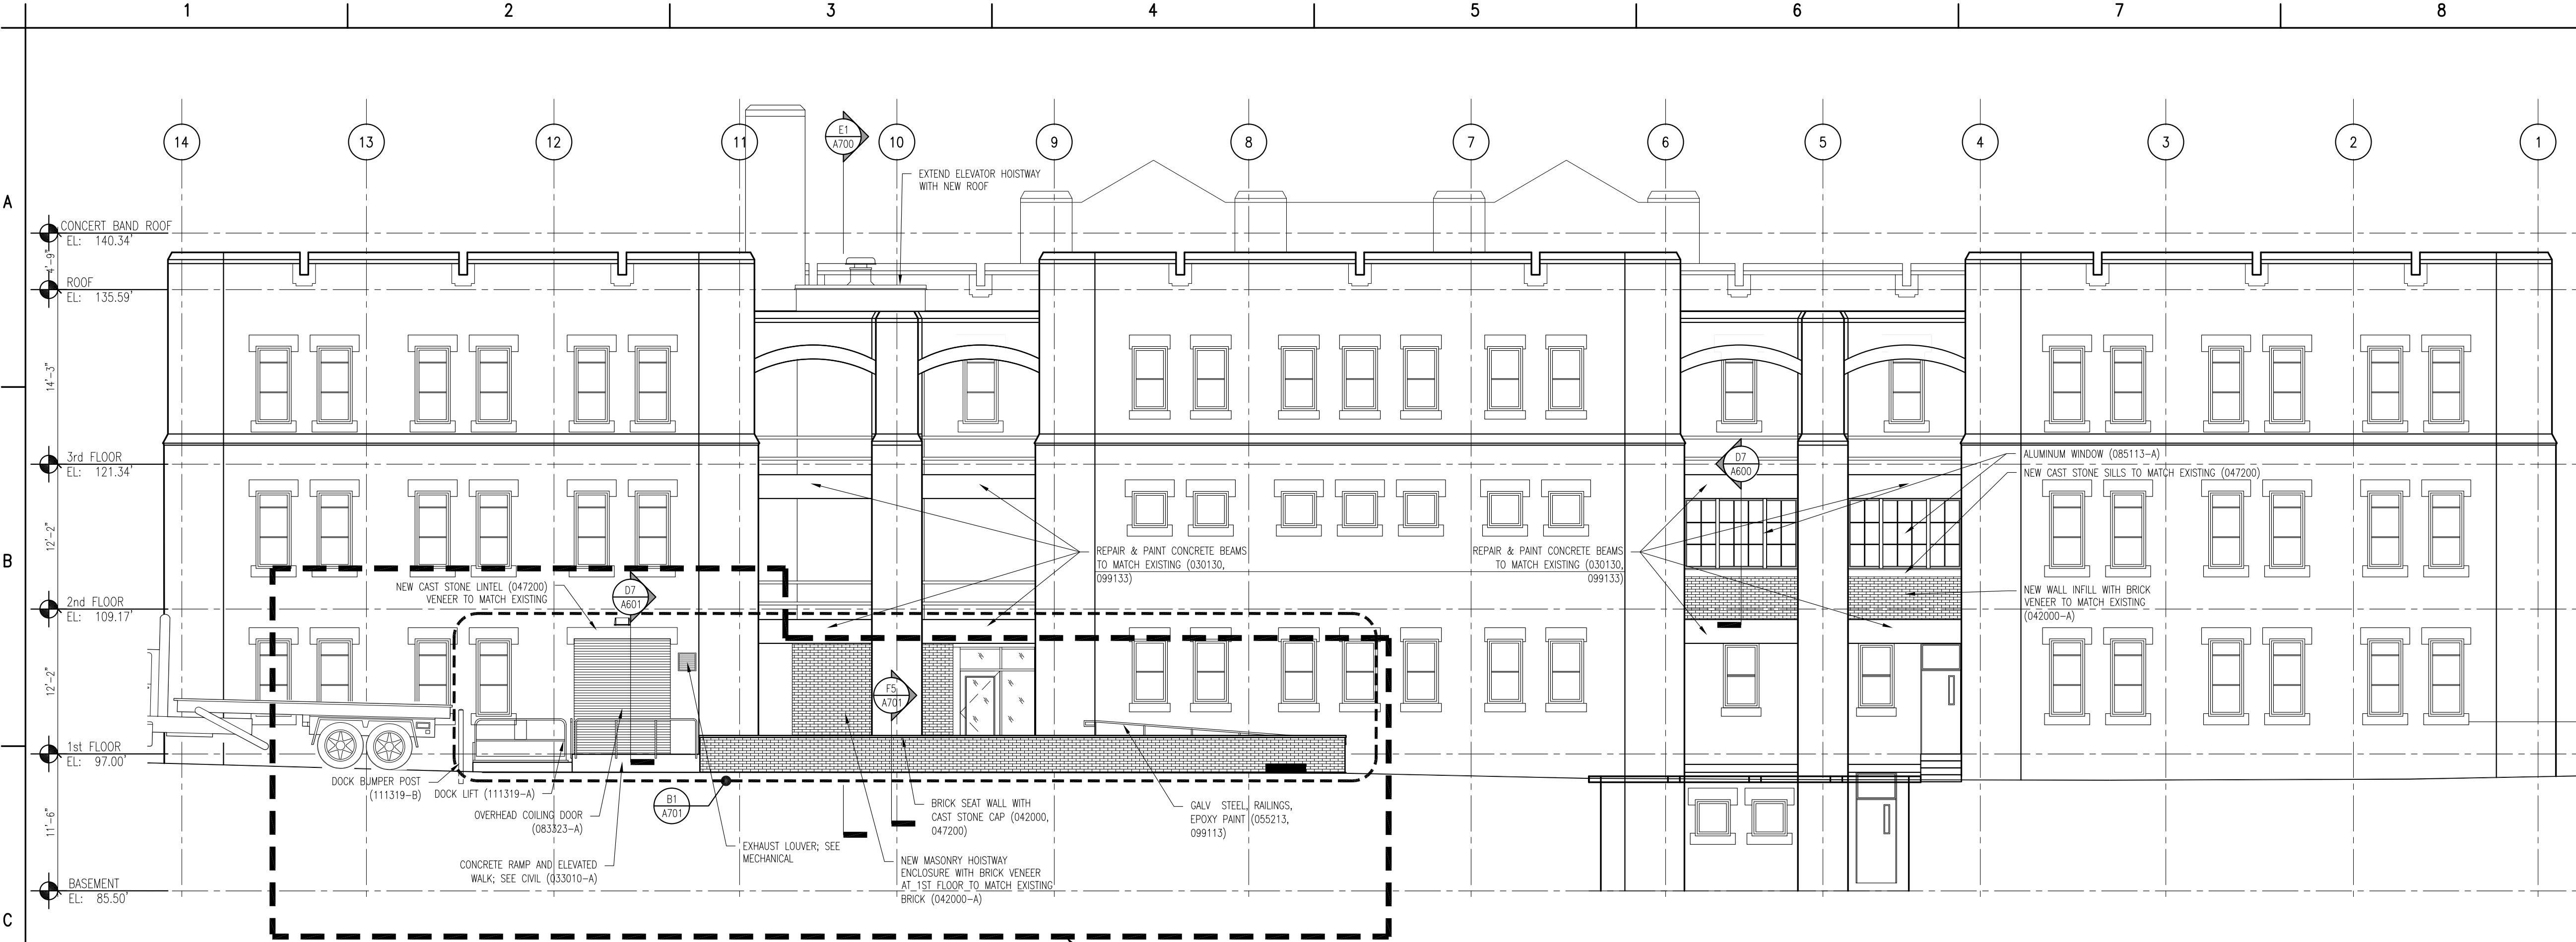 1 2 3 4 5 6 7 8
A
B
C
14 13 12 11 10 9 8 7 6 5 4 3 2 1
E1
A700
EXTEND ELEVATOR HOISTWAY
WITH NEW ROOF
CONCERT BAND ROOF
EL: 140.34'
4'-9"
ROOF
EL: 135.59'
14'-3"
3rd FLOOR
EL: 121.34'
12'-2"
2nd FLOOR
EL: 109.17'
12'-2"
1st FLOOR
EL: 97.00'
11'-6"
BASEMENT
EL: 85.50'
D7
A600
ALUMINUM WINDOW (085113-A)
NEW CAST STONE SILLS TO MATCH EXISTING (047200)
REPAIR & PAINT CONCRETE BEAMS
TO MATCH EXISTING (030130,
099133)
REPAIR & PAINT CONCRETE BEAMS
TO MATCH EXISTING (030130,
099133)
NEW WALL INFILL WITH BRICK
VENEER TO MATCH EXISTING
(042000-A)
NEW CAST STONE LINTEL (047200)
VENEER TO MATCH EXISTING
D7
A601
F5
A701
DOCK BUMPER POST
(111319-B)
DOCK LIFT (111319-A)
OVERHEAD COILING DOOR
(083323-A)
CONCRETE RAMP AND ELEVATED
WALK; SEE CIVIL (033010-A)
B1
A701
EXHAUST LOUVER; SEE
MECHANICAL
BRICK SEAT WALL WITH
CAST STONE CAP (042000,
047200)
NEW MASONRY HOISTWAY
ENCLOSURE WITH BRICK VENEER
AT 1ST FLOOR TO MATCH EXISTING
BRICK (042000-A)
GALV STEEL, RAILINGS,
EPOXY PAINT (055213,
099113)